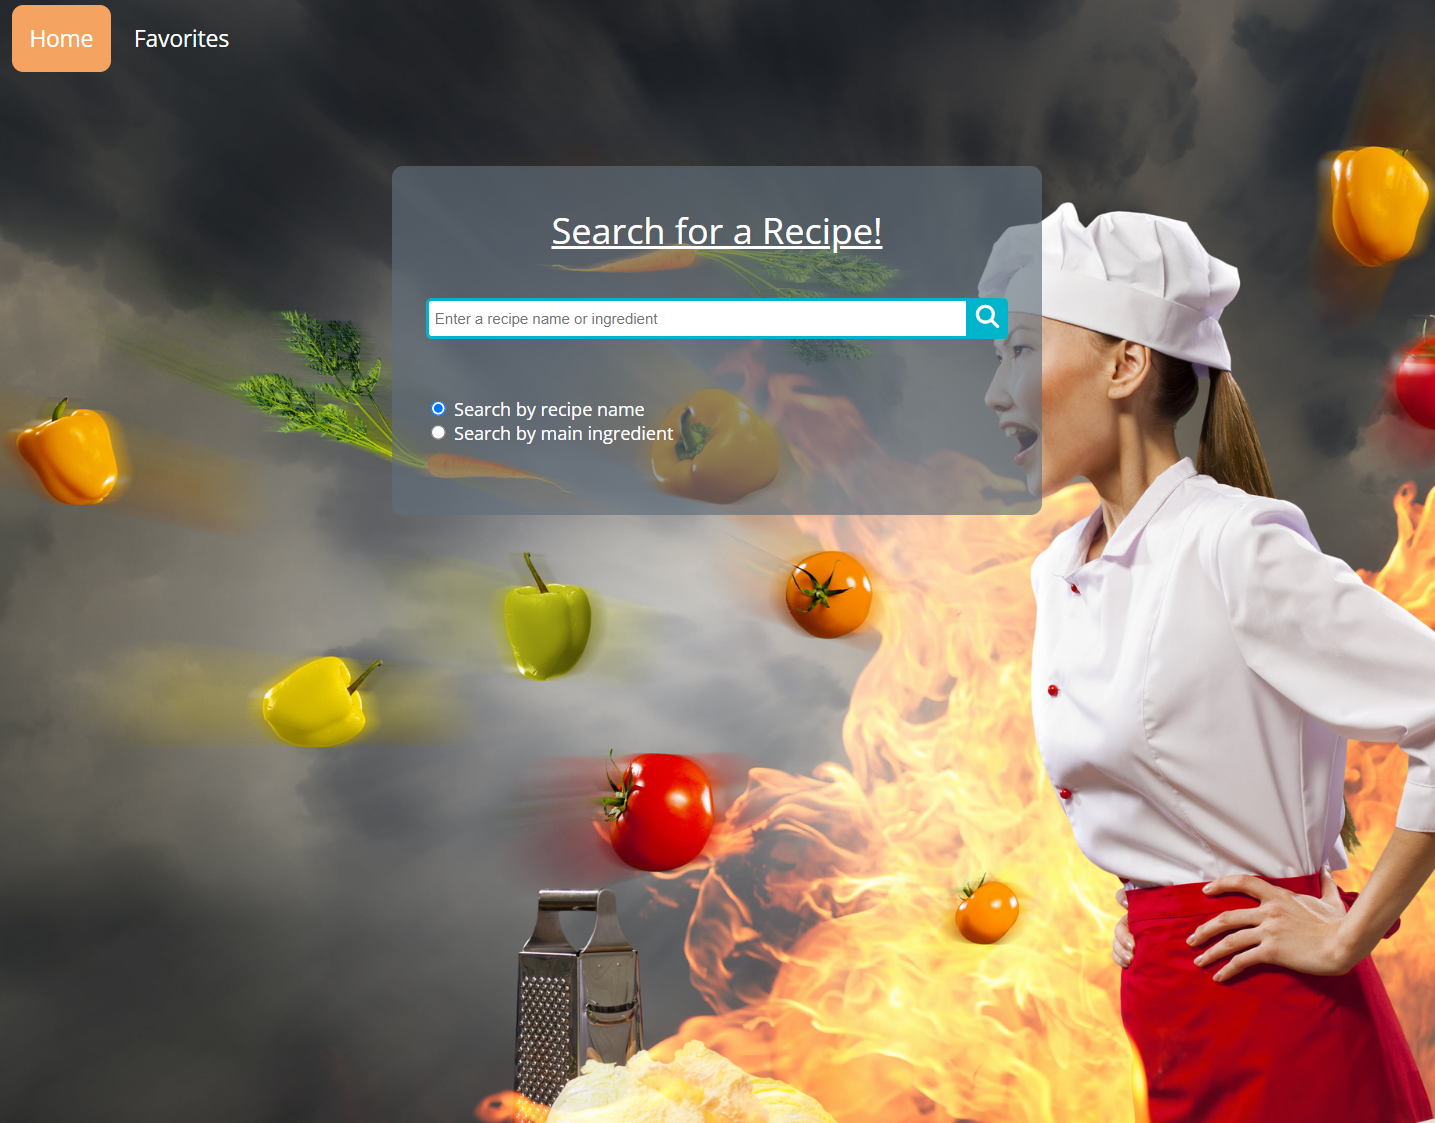 Home Favorites
Search for a Recipe!
Enter a recipe name or ingredient
Search by recipe name
Search by main ingredient